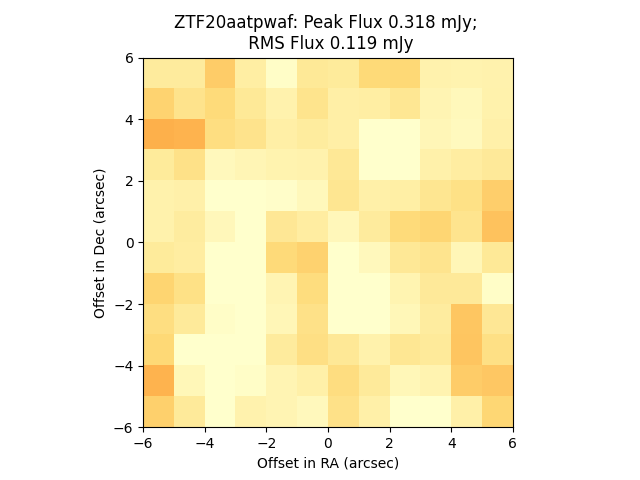 ZTF20aatpwaf: Peak Flux 0.318 mJy;
RMS Flux 0.119 mJy
6
4
2
0
−2
−4
−6
Offset in Dec (arcsec)
−6 −4 −2 0 2 4 6
Offset in RA (arcsec)